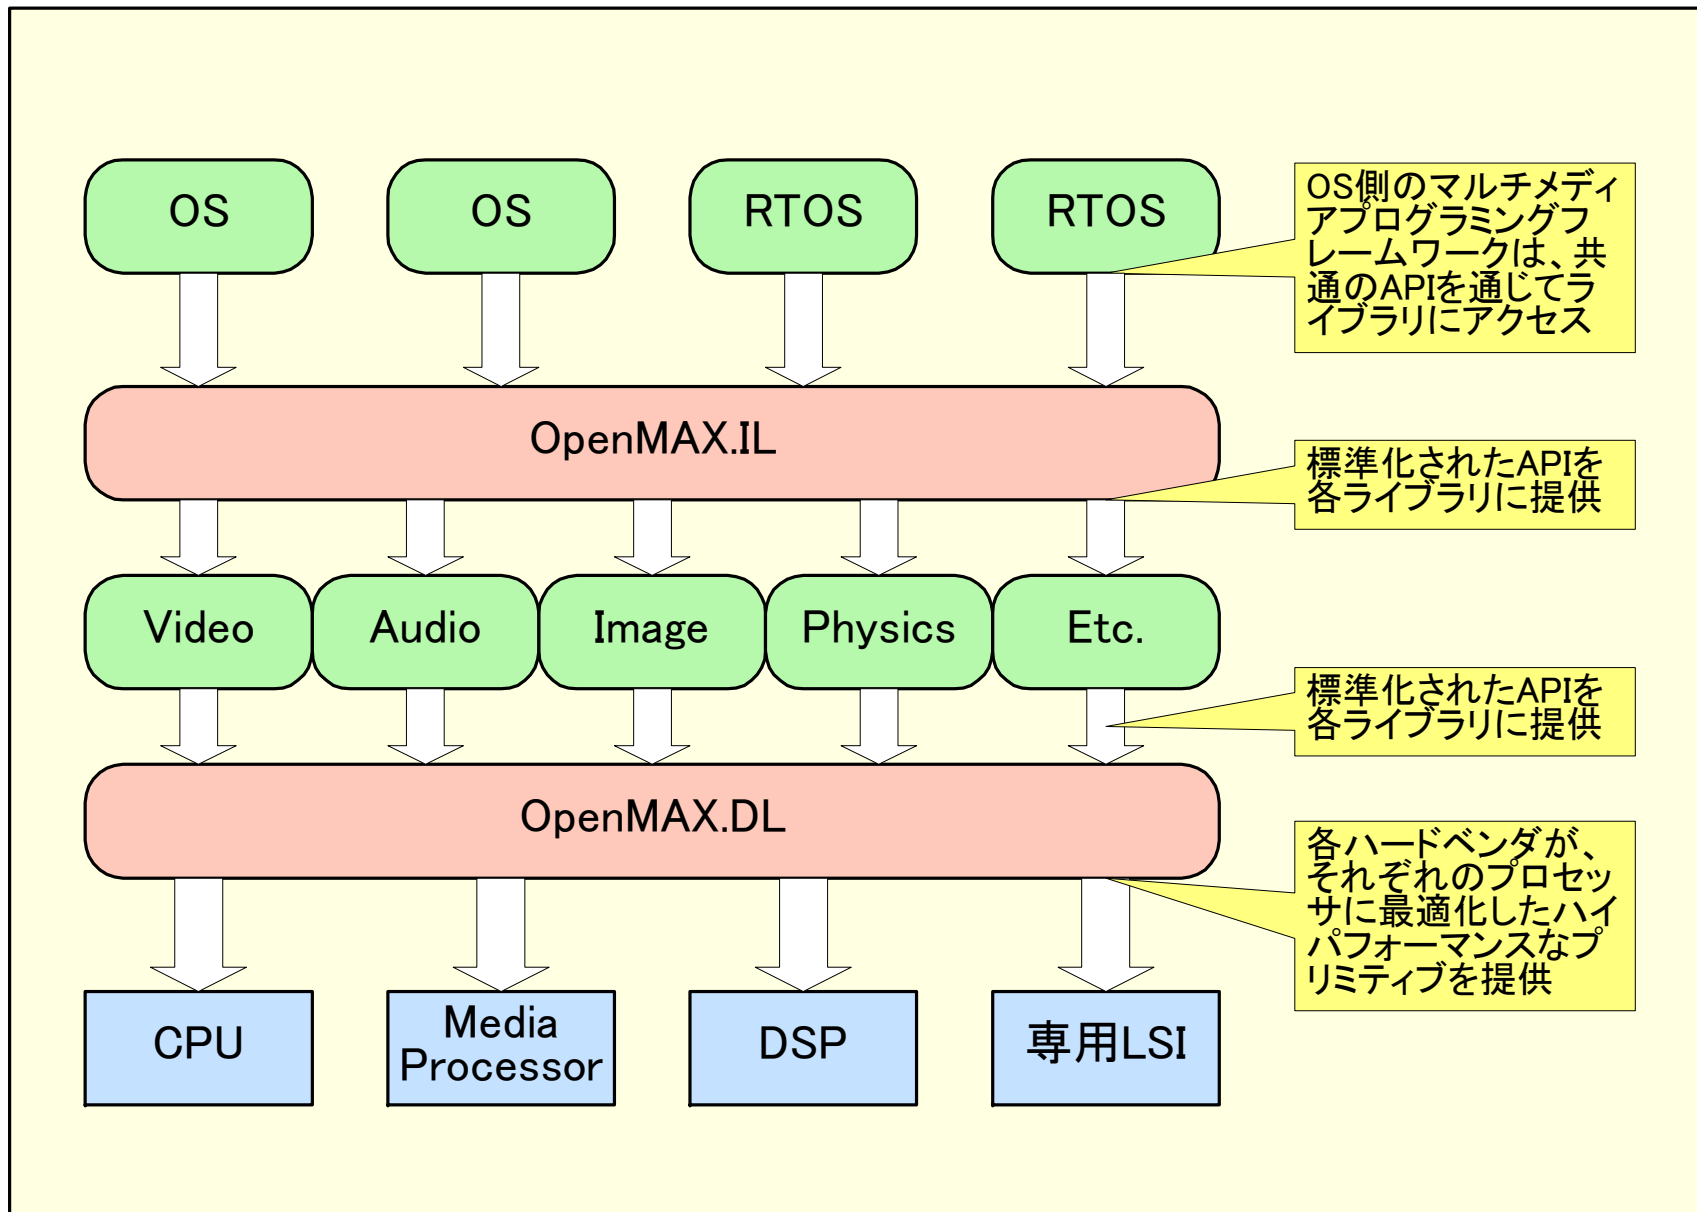 OS
OS
RTOS
RTOS
OS側のマルチメディ
アプログラミングフ
レームワークは、共
通のAPIを通じてラ
イブラリにアクセス
OpenMAX.IL
標準化されたAPIを
各ライブラリに提供
Video
Audio
Image
Physics
Etc.
標準化されたAPIを
各ライブラリに提供
OpenMAX.DL
各ハードベンダが、
それぞれのプロセッ
サに最適化したハイ
パフォーマンスなプ
リミティブを提供
CPU
Media
Processor
DSP
専用LSI